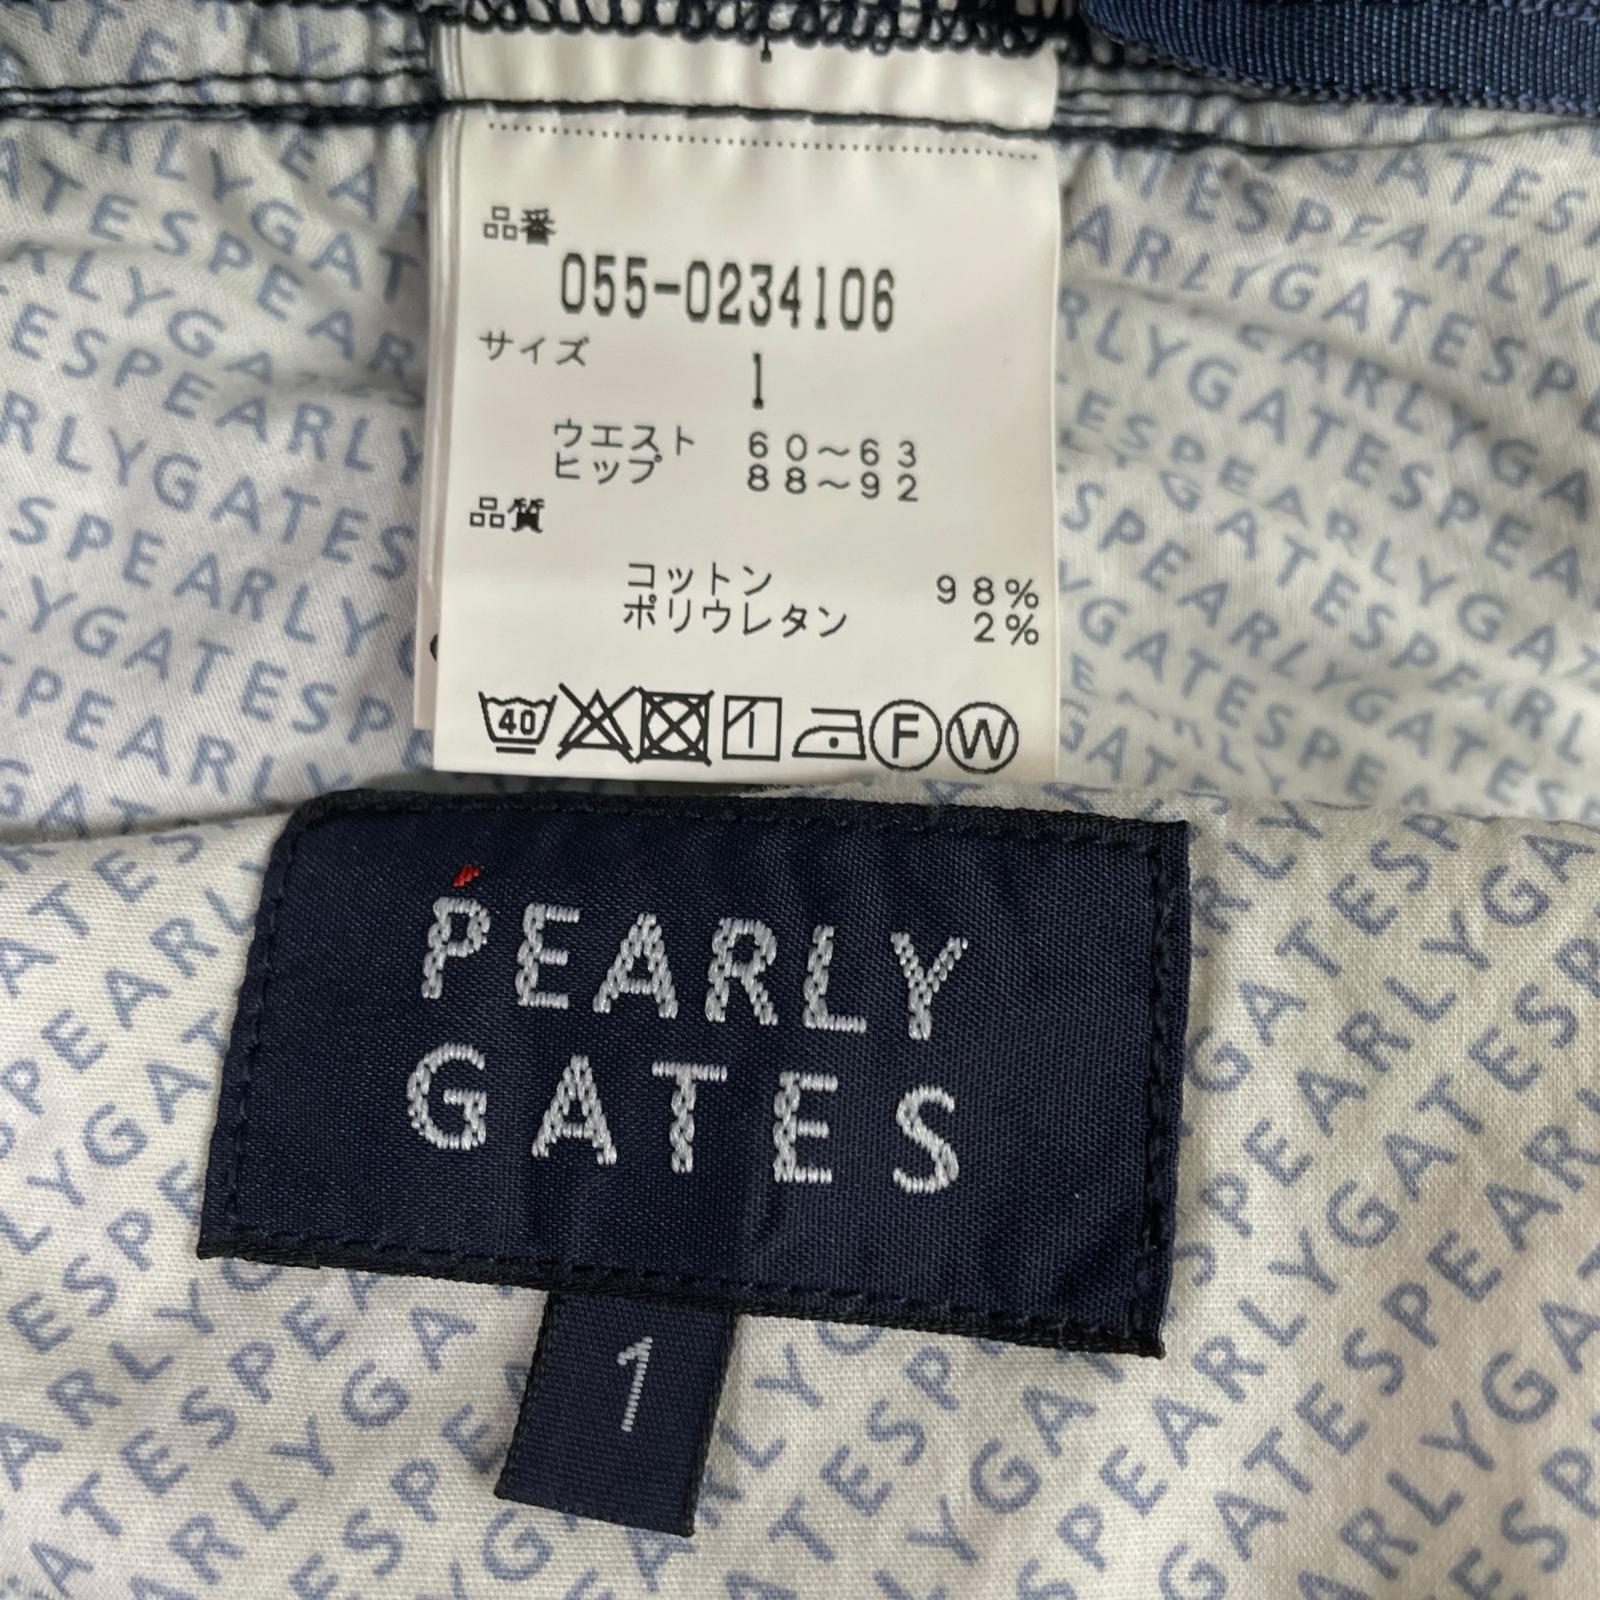 品番
055-0234106
サイズ
1
ウエスト 60～63
ヒップ 88～92
品質
コットン 98%
ポリウレタン 2%
40 1 F W
PEARLY
GATES
1